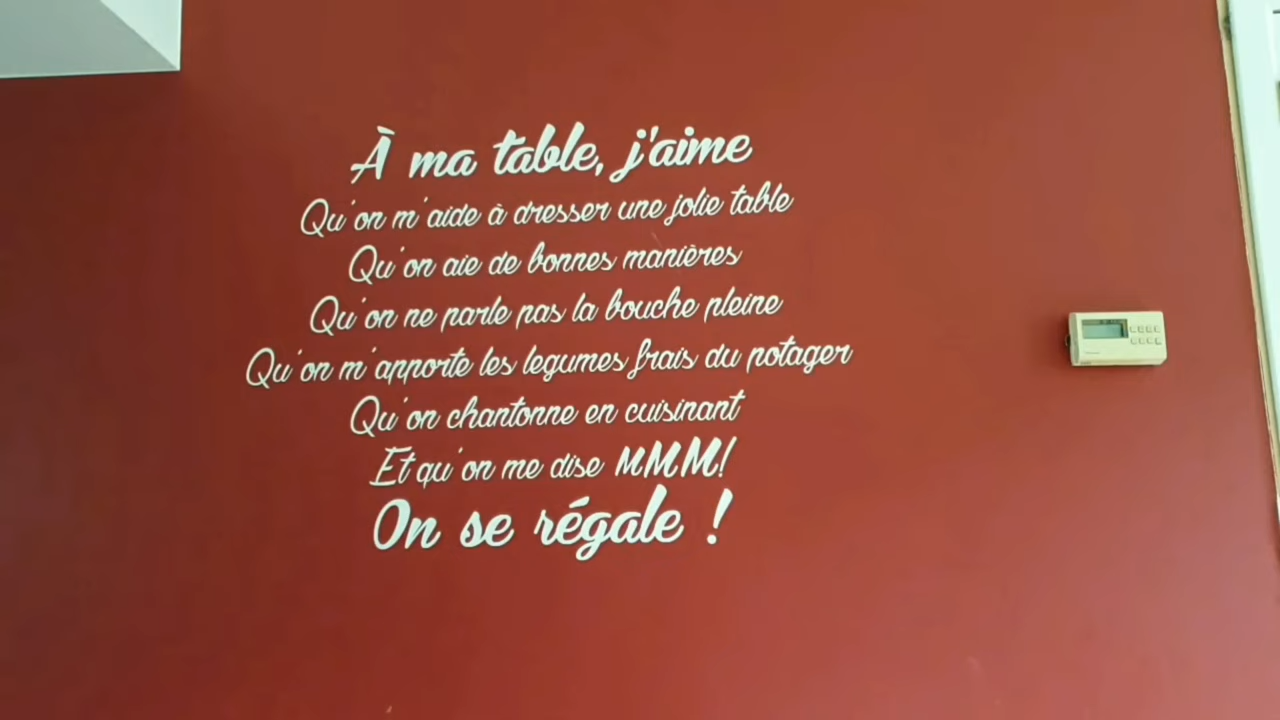 À ma table, j'aime
Qu'on m'aide à dresser une jolie table
Qu'on aie de bonnes manières
Qu'on ne parle pas la bouche pleine
Qu'on m'apporte les legumes frais du potager
Qu'on chantonne en cuisinant
Et qu'on me dise MMM!
On se régale !